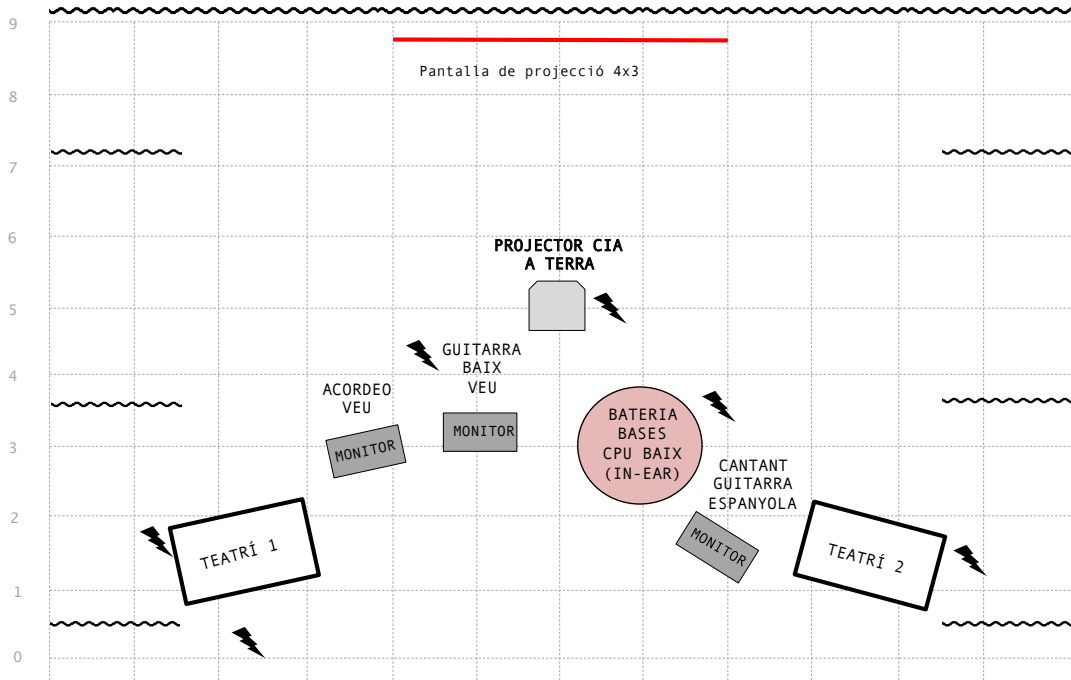 9
Pantalla de projecció 4x3
8
7
6
PROJECTOR CIA
A TERRA
5
GUITARRA
BAIX
VEU
4
ACORDEO
VEU
MONITOR
MONITOR
BATERIA
BASES
CPU BAIX
(IN-EAR)
3
CANTANT
GUITARRA
ESPANYOLA
2
MONITOR
TEATRÍ 1
TEATRÍ 2
1
0